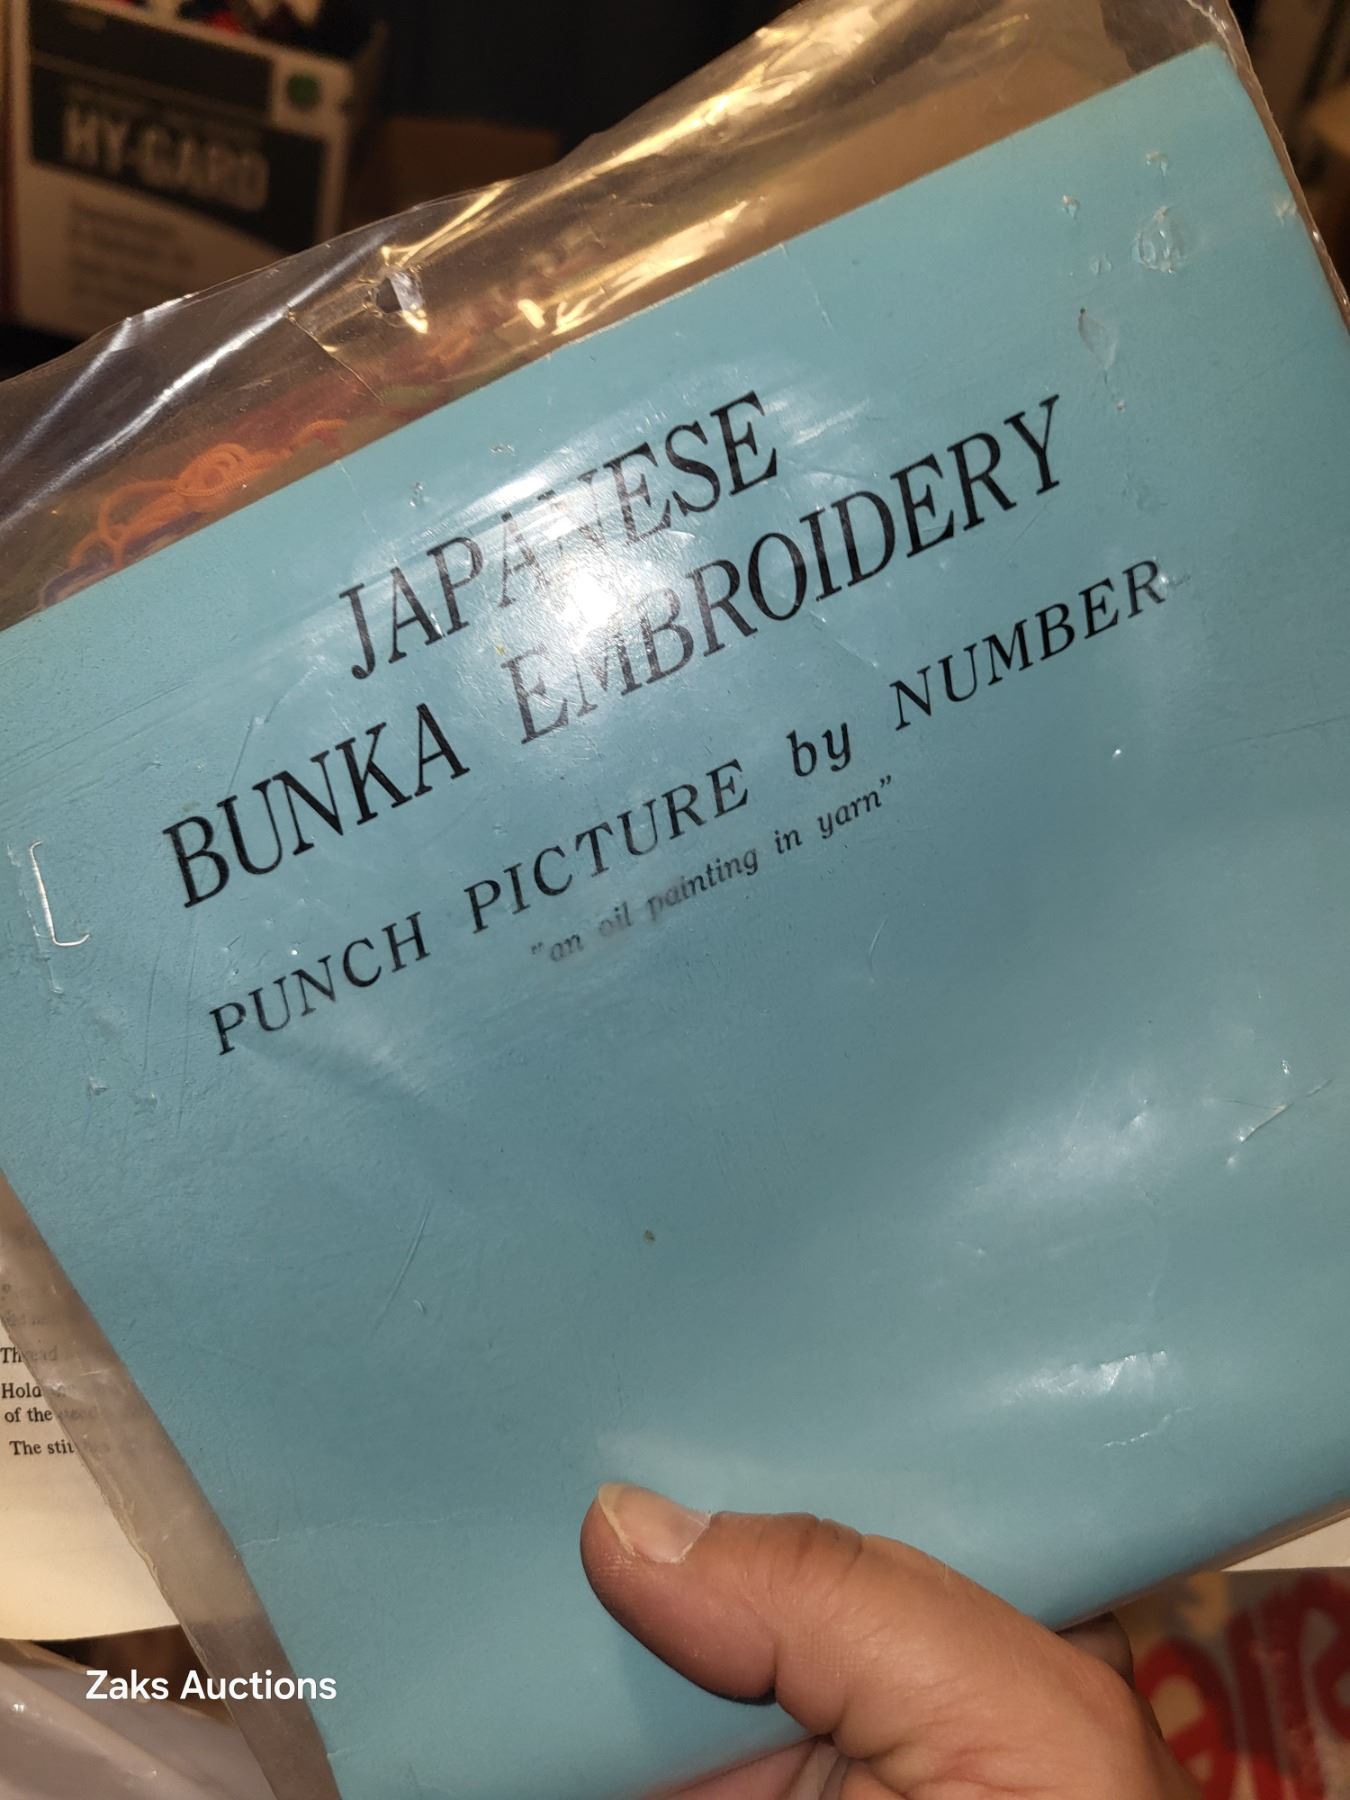 HY-GARD
JAPANESE
BUNKA EMBROIDERY
PUNCH PICTURE by NUMBER
"an oil painting in yarn"
Thread
Hold
of the
The stit
Zaks Auctions